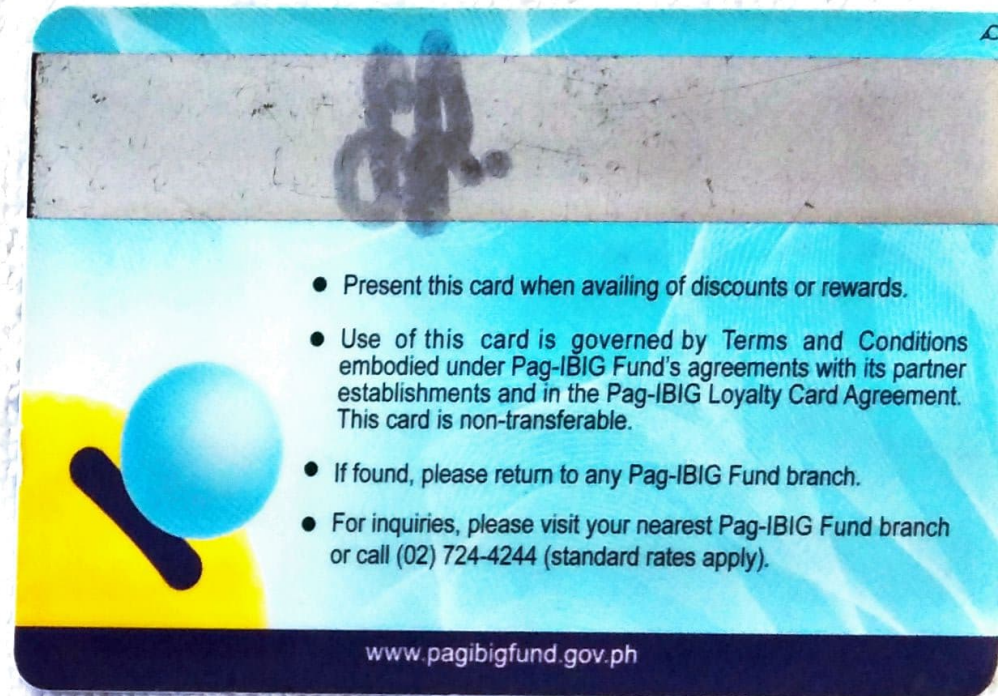 ● Present this card when availing of discounts or rewards.
● Use of this card is governed by Terms and Conditions
embodied under Pag-IBIG Fund's agreements with its partner
establishments and in the Pag-IBIG Loyalty Card Agreement.
This card is non-transferable.
● If found, please return to any Pag-IBIG Fund branch.
● For inquiries, please visit your nearest Pag-IBIG Fund branch
or call (02) 724-4244 (standard rates apply).
www.pagibigfund.gov.ph